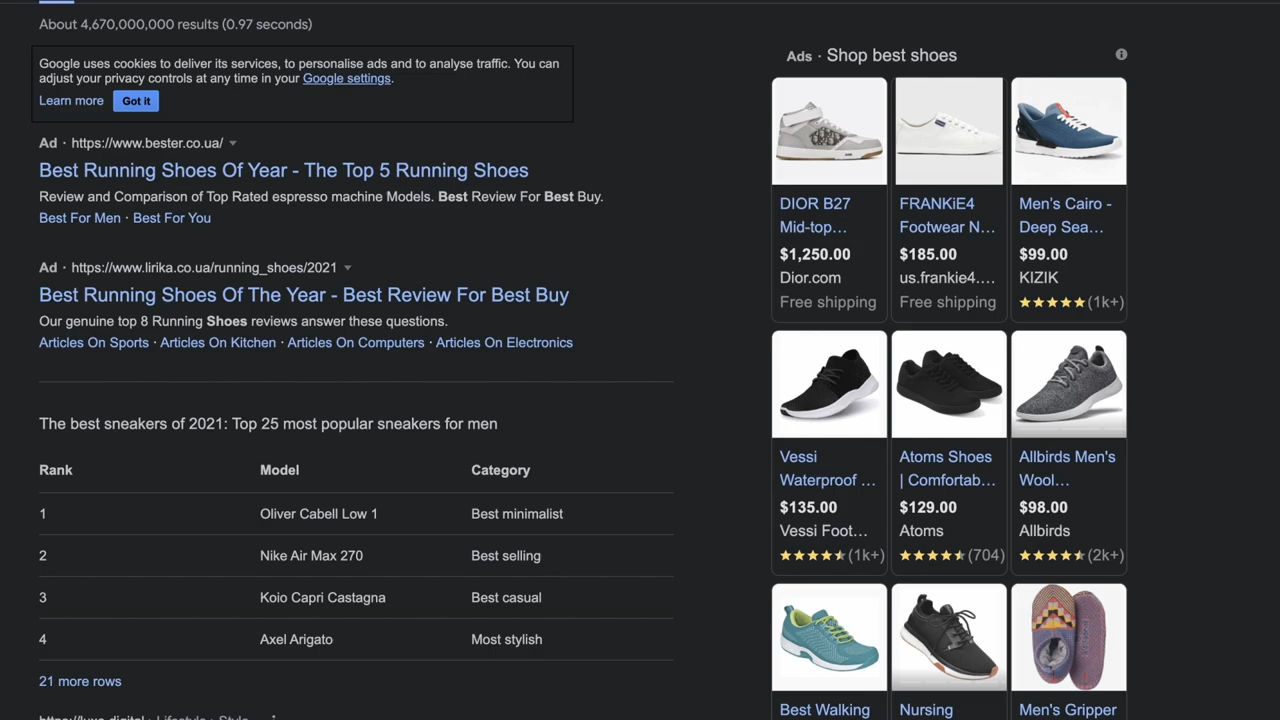 About 4,670,000,000 results (0.97 seconds)
Google uses cookies to deliver its services, to personalise ads and to analyse traffic. You can
adjust your privacy controls at any time in your Google settings.
Learn more Got it
Ad · https://www.bester.co.ua/
Best Running Shoes Of Year - The Top 5 Running Shoes
Review and Comparison of Top Rated espresso machine Models. Best Review For Best Buy.
Best For Men · Best For You
Ad · https://www.lirika.co.ua/running_shoes/2021
Best Running Shoes Of The Year - Best Review For Best Buy
Our genuine top 8 Running Shoes reviews answer these questions.
Articles On Sports · Articles On Kitchen · Articles On Computers · Articles On Electronics
The best sneakers of 2021: Top 25 most popular sneakers for men
Rank Model Category
1 Oliver Cabell Low 1 Best minimalist
2 Nike Air Max 270 Best selling
3 Koio Capri Castagna Best casual
4 Axel Arigato Most stylish
21 more rows
https://luxe.digital › Lifestyle › Style
Ads · Shop best shoes
DIOR B27
Mid-top...
$1,250.00
Dior.com
Free shipping
FRANKiE4
Footwear N...
$185.00
us.frankie4....
Free shipping
Men's Cairo -
Deep Sea...
$99.00
KIZIK
(1k+)
Vessi
Waterproof ...
$135.00
Vessi Foot...
(1k+)
Atoms Shoes
| Comfortab...
$129.00
Atoms
(704)
Allbirds Men's
Wool...
$98.00
Allbirds
(2k+)
Best Walking
Nursing
Men's Gripper